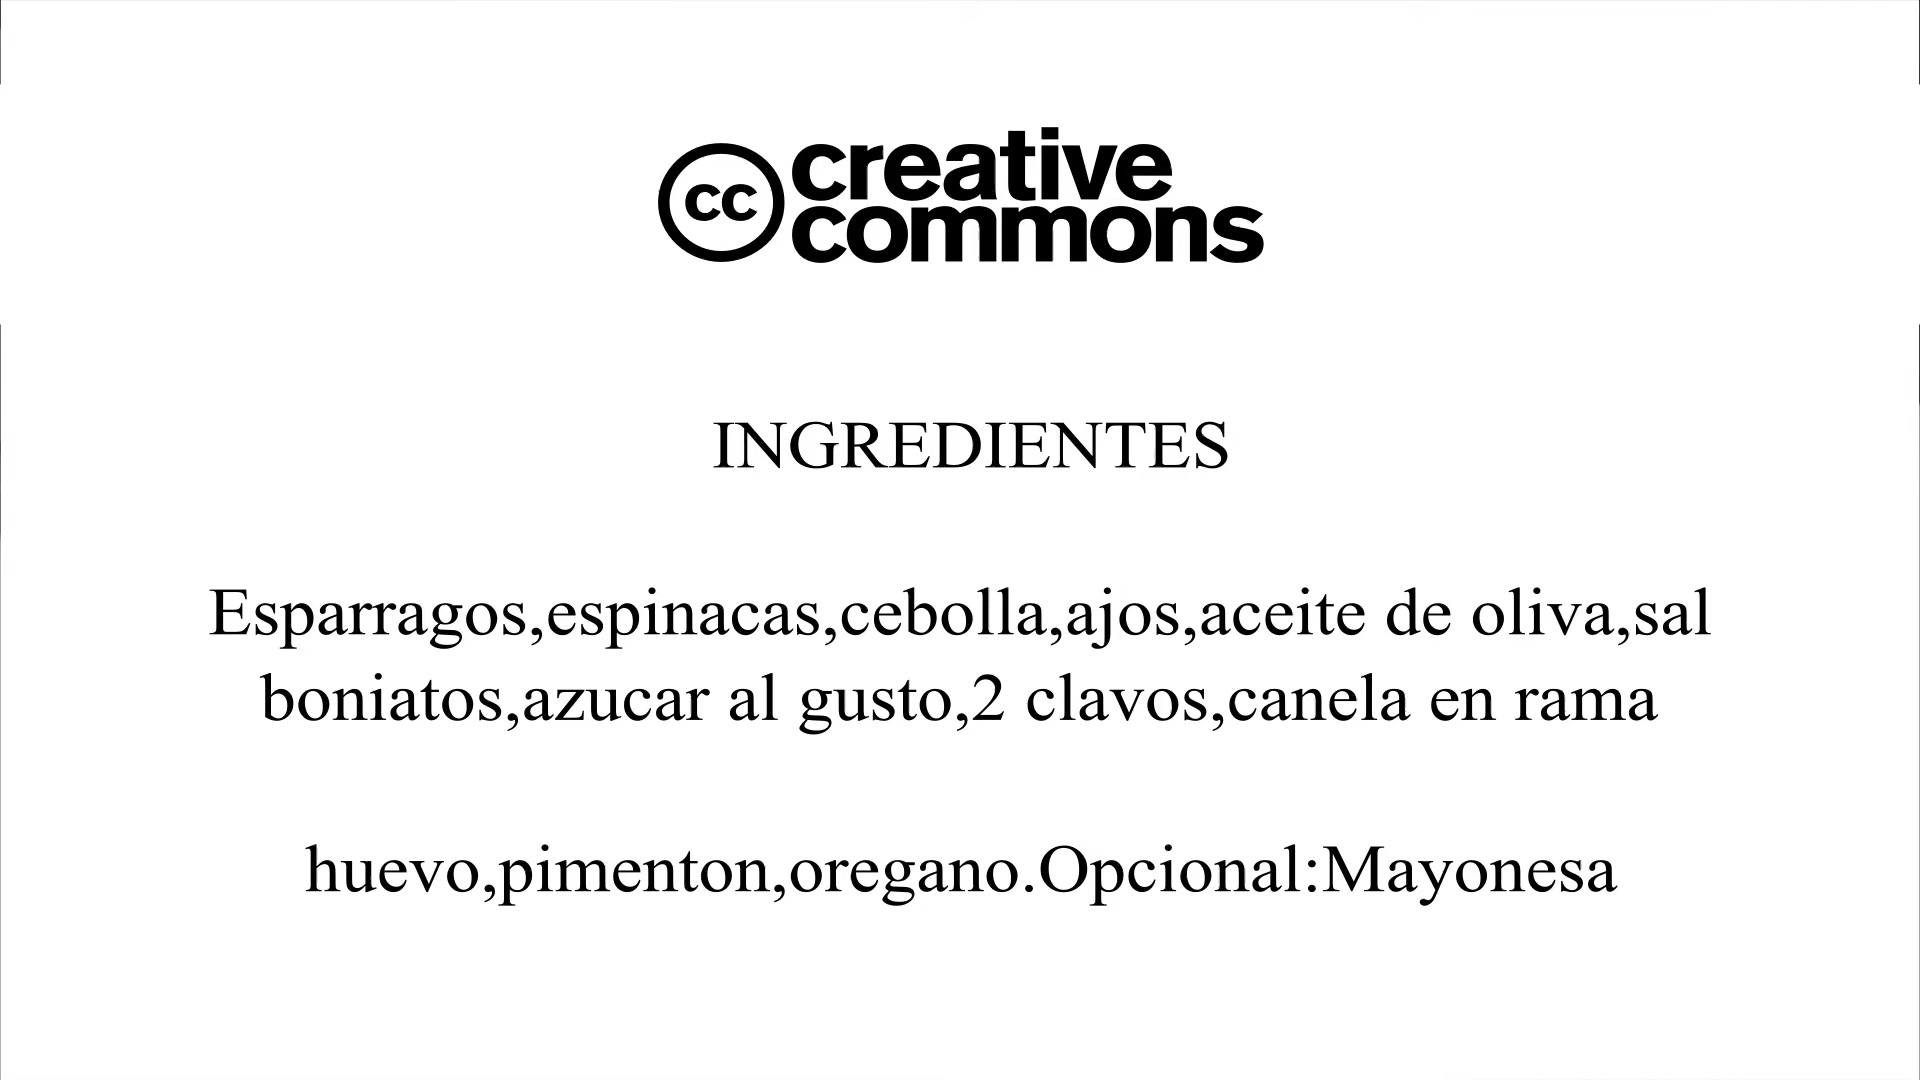 cc creative
commons
INGREDIENTES
Esparragos,espinacas,cebolla,ajos,aceite de oliva,sal
boniatos,azucar al gusto,2 clavos,canela en rama
huevo,pimenton,oregano.Opcional:Mayonesa